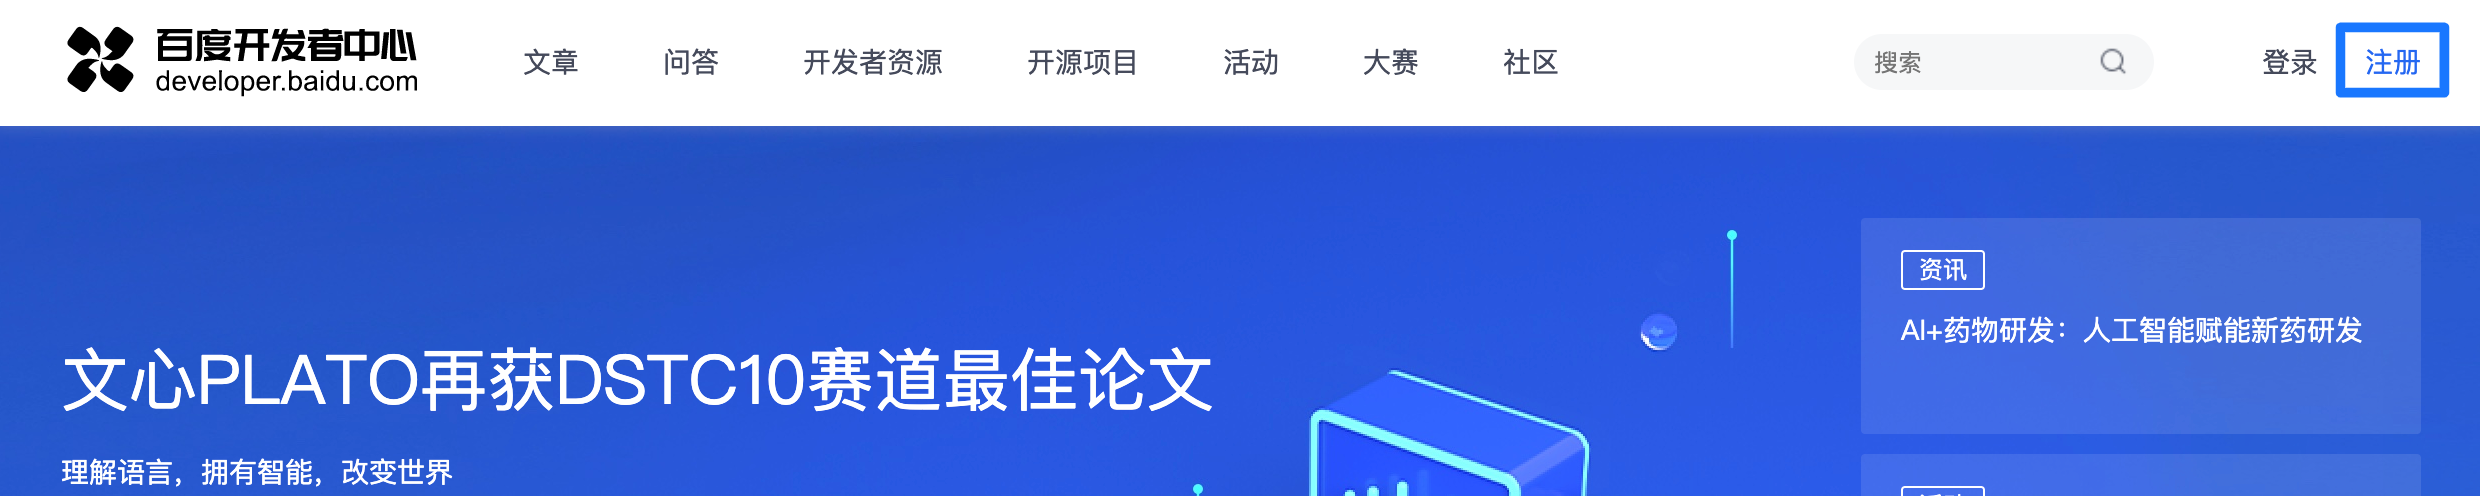 百度开发者中心
developer.baidu.com
文章 问答 开发者资源 开源项目 活动 大赛 社区 搜索 登录 注册
资讯
AI+药物研发：人工智能赋能新药研发
文心PLATO再获DSTC10赛道最佳论文
理解语言，拥有智能，改变世界